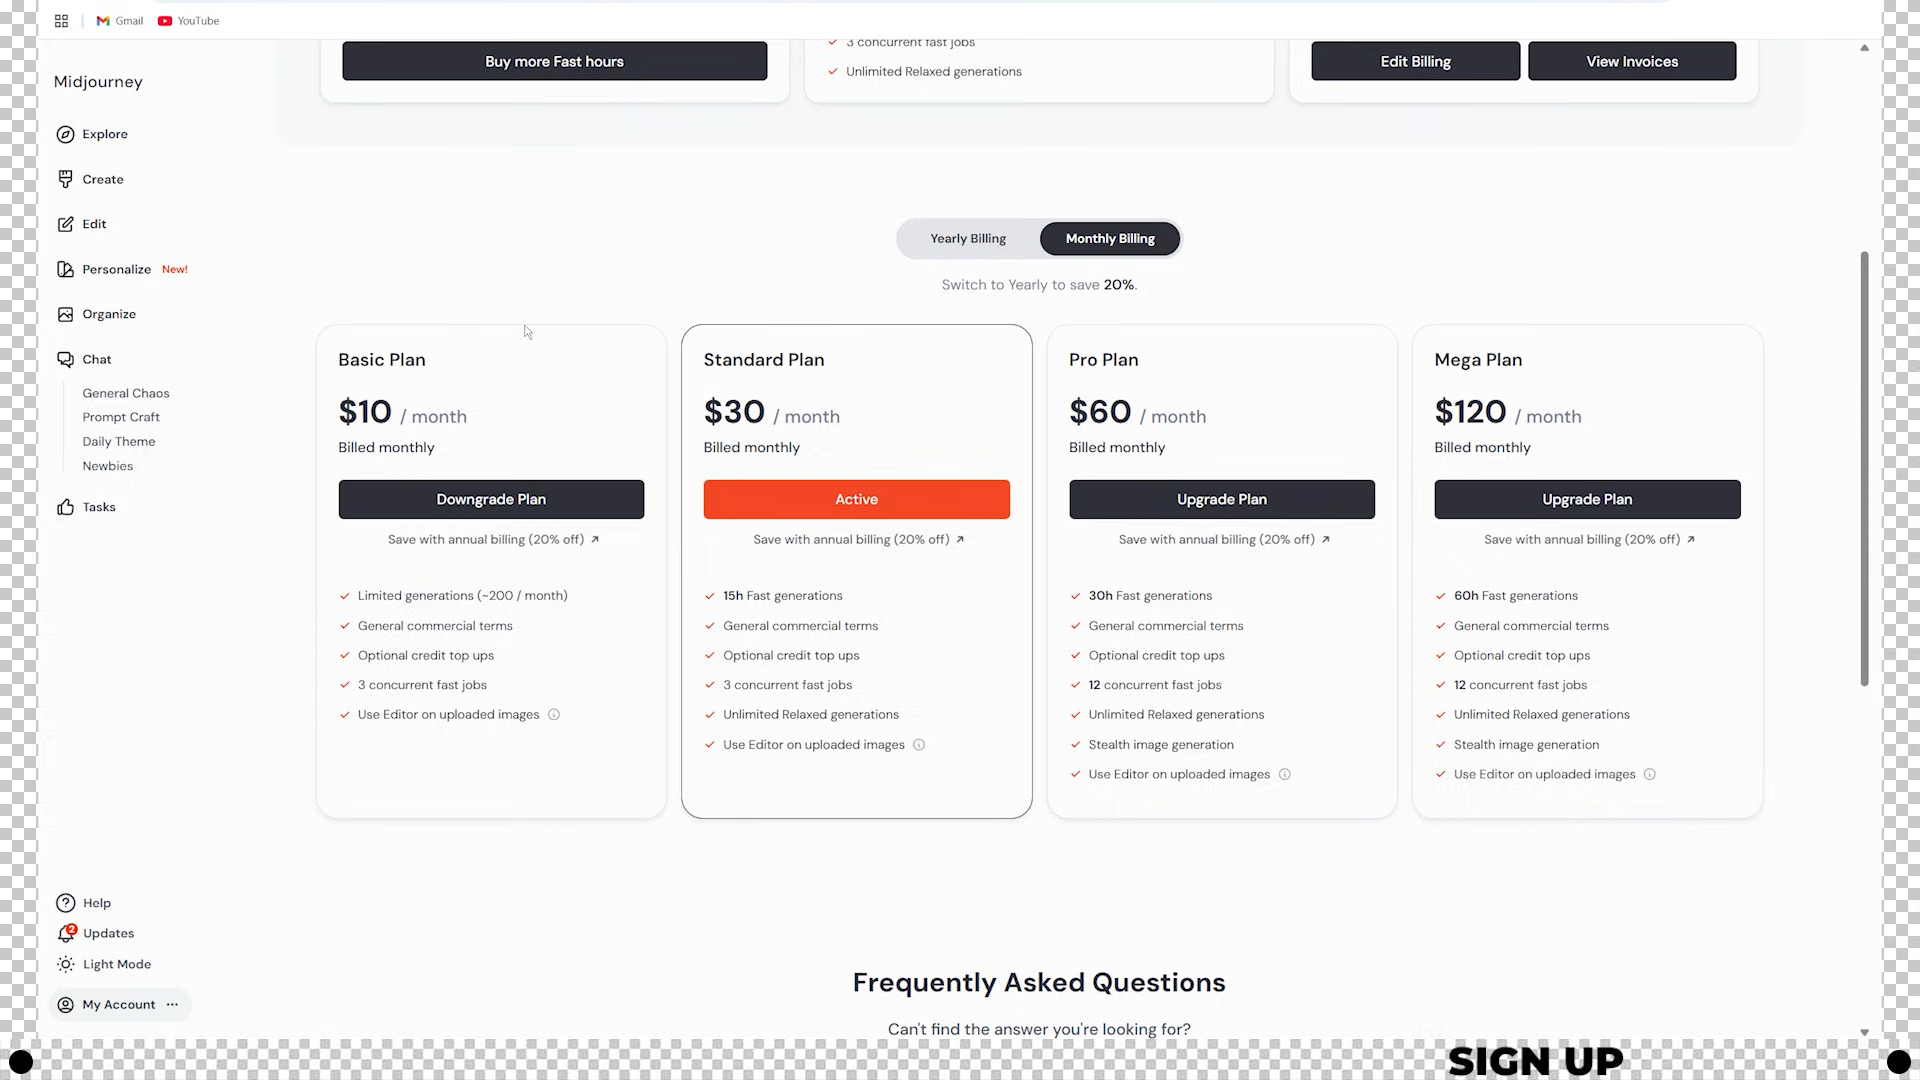 Gmail
YouTube
Midjourney
Explore
Create
Edit
Personalize New!
Organize
Chat
General Chaos
Prompt Craft
Daily Theme
Newbies
Tasks
Help
2
Updates
Light Mode
My Account ...
Buy more Fast hours
3 concurrent fast jobs
Unlimited Relaxed generations
Edit Billing
View Invoices
Yearly Billing
Monthly Billing
Switch to Yearly to save 20%.
Basic Plan
$10 / month
Billed monthly
Downgrade Plan
Save with annual billing (20% off)
Limited generations (~200 / month)
General commercial terms
Optional credit top ups
3 concurrent fast jobs
Use Editor on uploaded images
Standard Plan
$30 / month
Billed monthly
Active
Save with annual billing (20% off)
15h Fast generations
General commercial terms
Optional credit top ups
3 concurrent fast jobs
Unlimited Relaxed generations
Use Editor on uploaded images
Pro Plan
$60 / month
Billed monthly
Upgrade Plan
Save with annual billing (20% off)
30h Fast generations
General commercial terms
Optional credit top ups
12 concurrent fast jobs
Unlimited Relaxed generations
Stealth image generation
Use Editor on uploaded images
Mega Plan
$120 / month
Billed monthly
Upgrade Plan
Save with annual billing (20% off)
60h Fast generations
General commercial terms
Optional credit top ups
12 concurrent fast jobs
Unlimited Relaxed generations
Stealth image generation
Use Editor on uploaded images
Frequently Asked Questions
Can't find the answer you're looking for?
SIGN UP